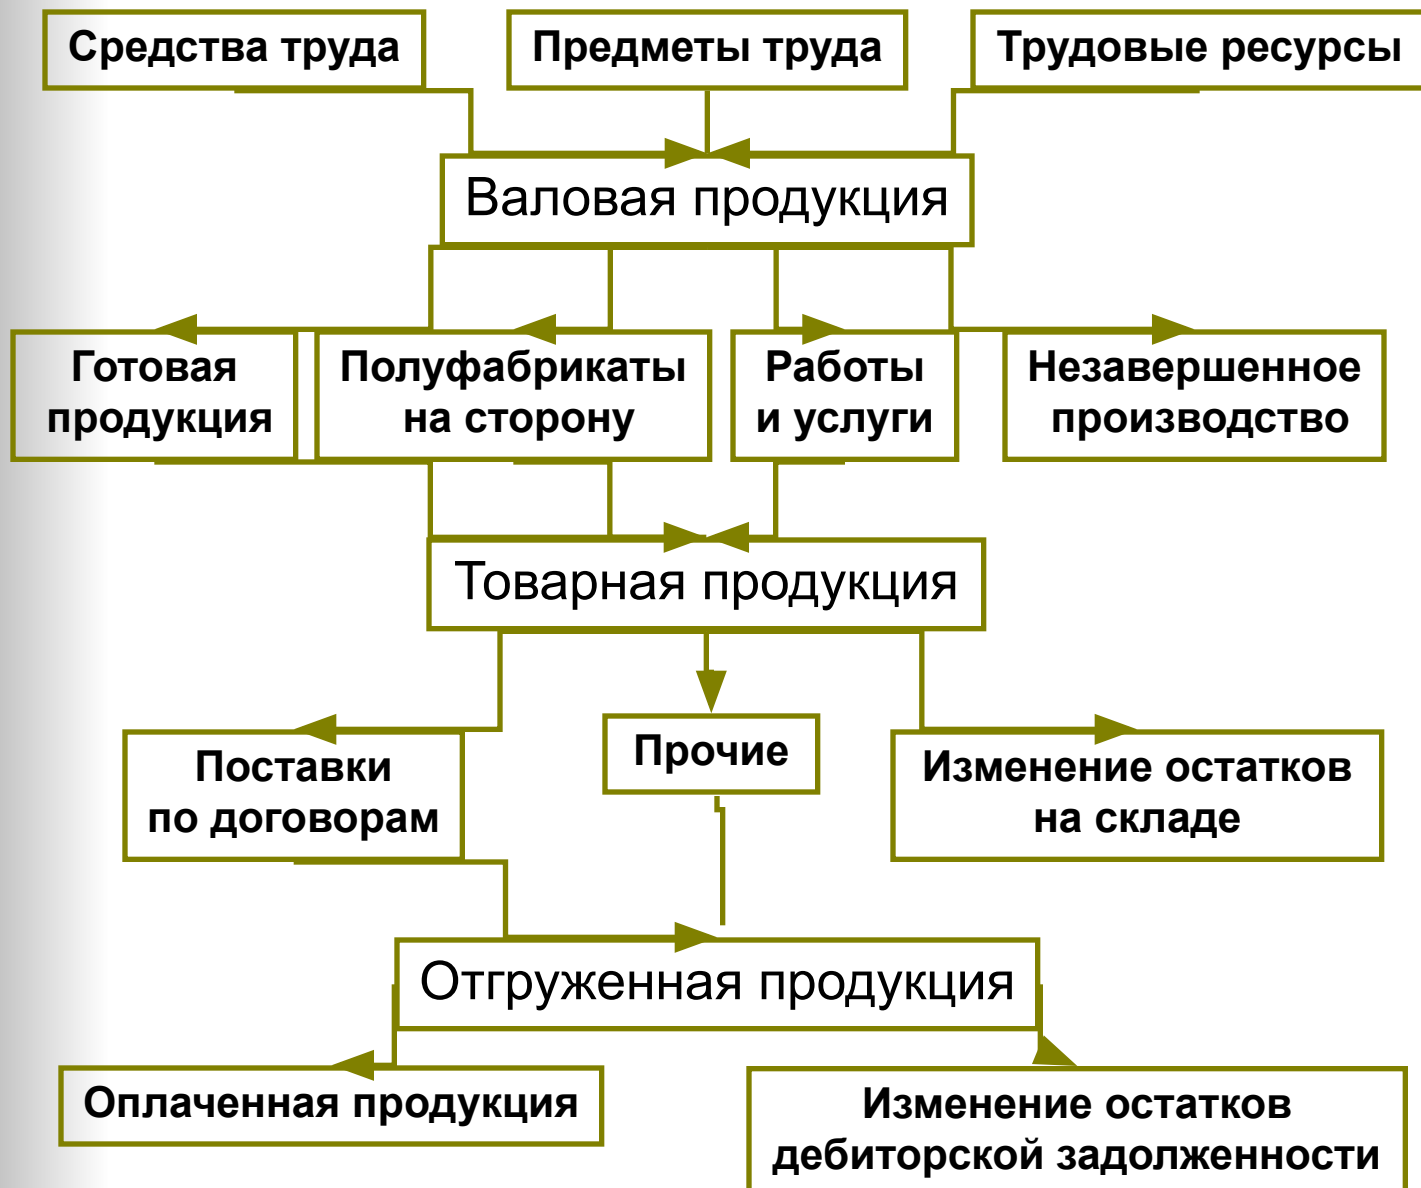 Средства труда
Предметы труда
Трудовые ресурсы
Валовая продукция
Готовая
продукция
Полуфабрикаты
на сторону
Работы
и услуги
Незавершенное
производство
Товарная продукция
Поставки
по договорам
Прочие
Изменение остатков
на складе
Отгруженная продукция
Оплаченная продукция
Изменение остатков
дебиторской задолженности